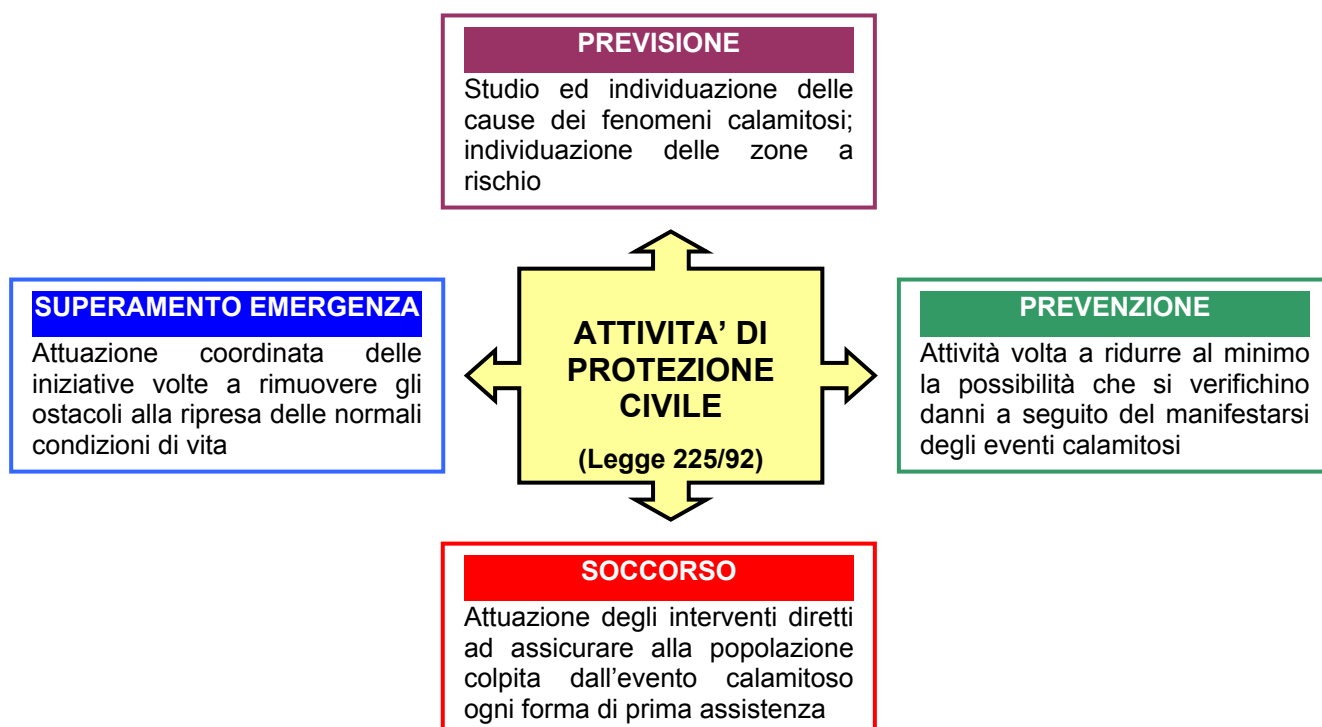 PREVISIONE
Studio ed individuazione delle
cause dei fenomeni calamitosi;
individuazione delle zone a
rischio
SUPERAMENTO EMERGENZA
Attuazione coordinata delle
iniziative volte a rimuovere gli
ostacoli alla ripresa delle normali
condizioni di vita
ATTIVITA’ DI
PROTEZIONE
CIVILE
(Legge 225/92)
PREVENZIONE
Attività volta a ridurre al minimo
la possibilità che si verifichino
danni a seguito del manifestarsi
degli eventi calamitosi
SOCCORSO
Attuazione degli interventi diretti
ad assicurare alla popolazione
colpita dall’evento calamitoso
ogni forma di prima assistenza